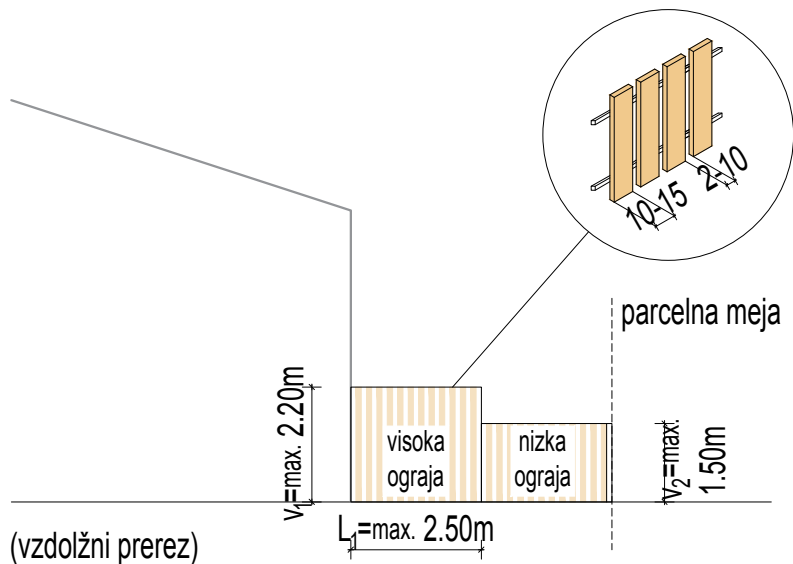 10-15
2-10
parcelna meja
v₁=max. 2.20m
visoka
ograja
nizka
ograja
v₂=max.
1.50m
L₁=max. 2.50m
(vzdolžni prerez)